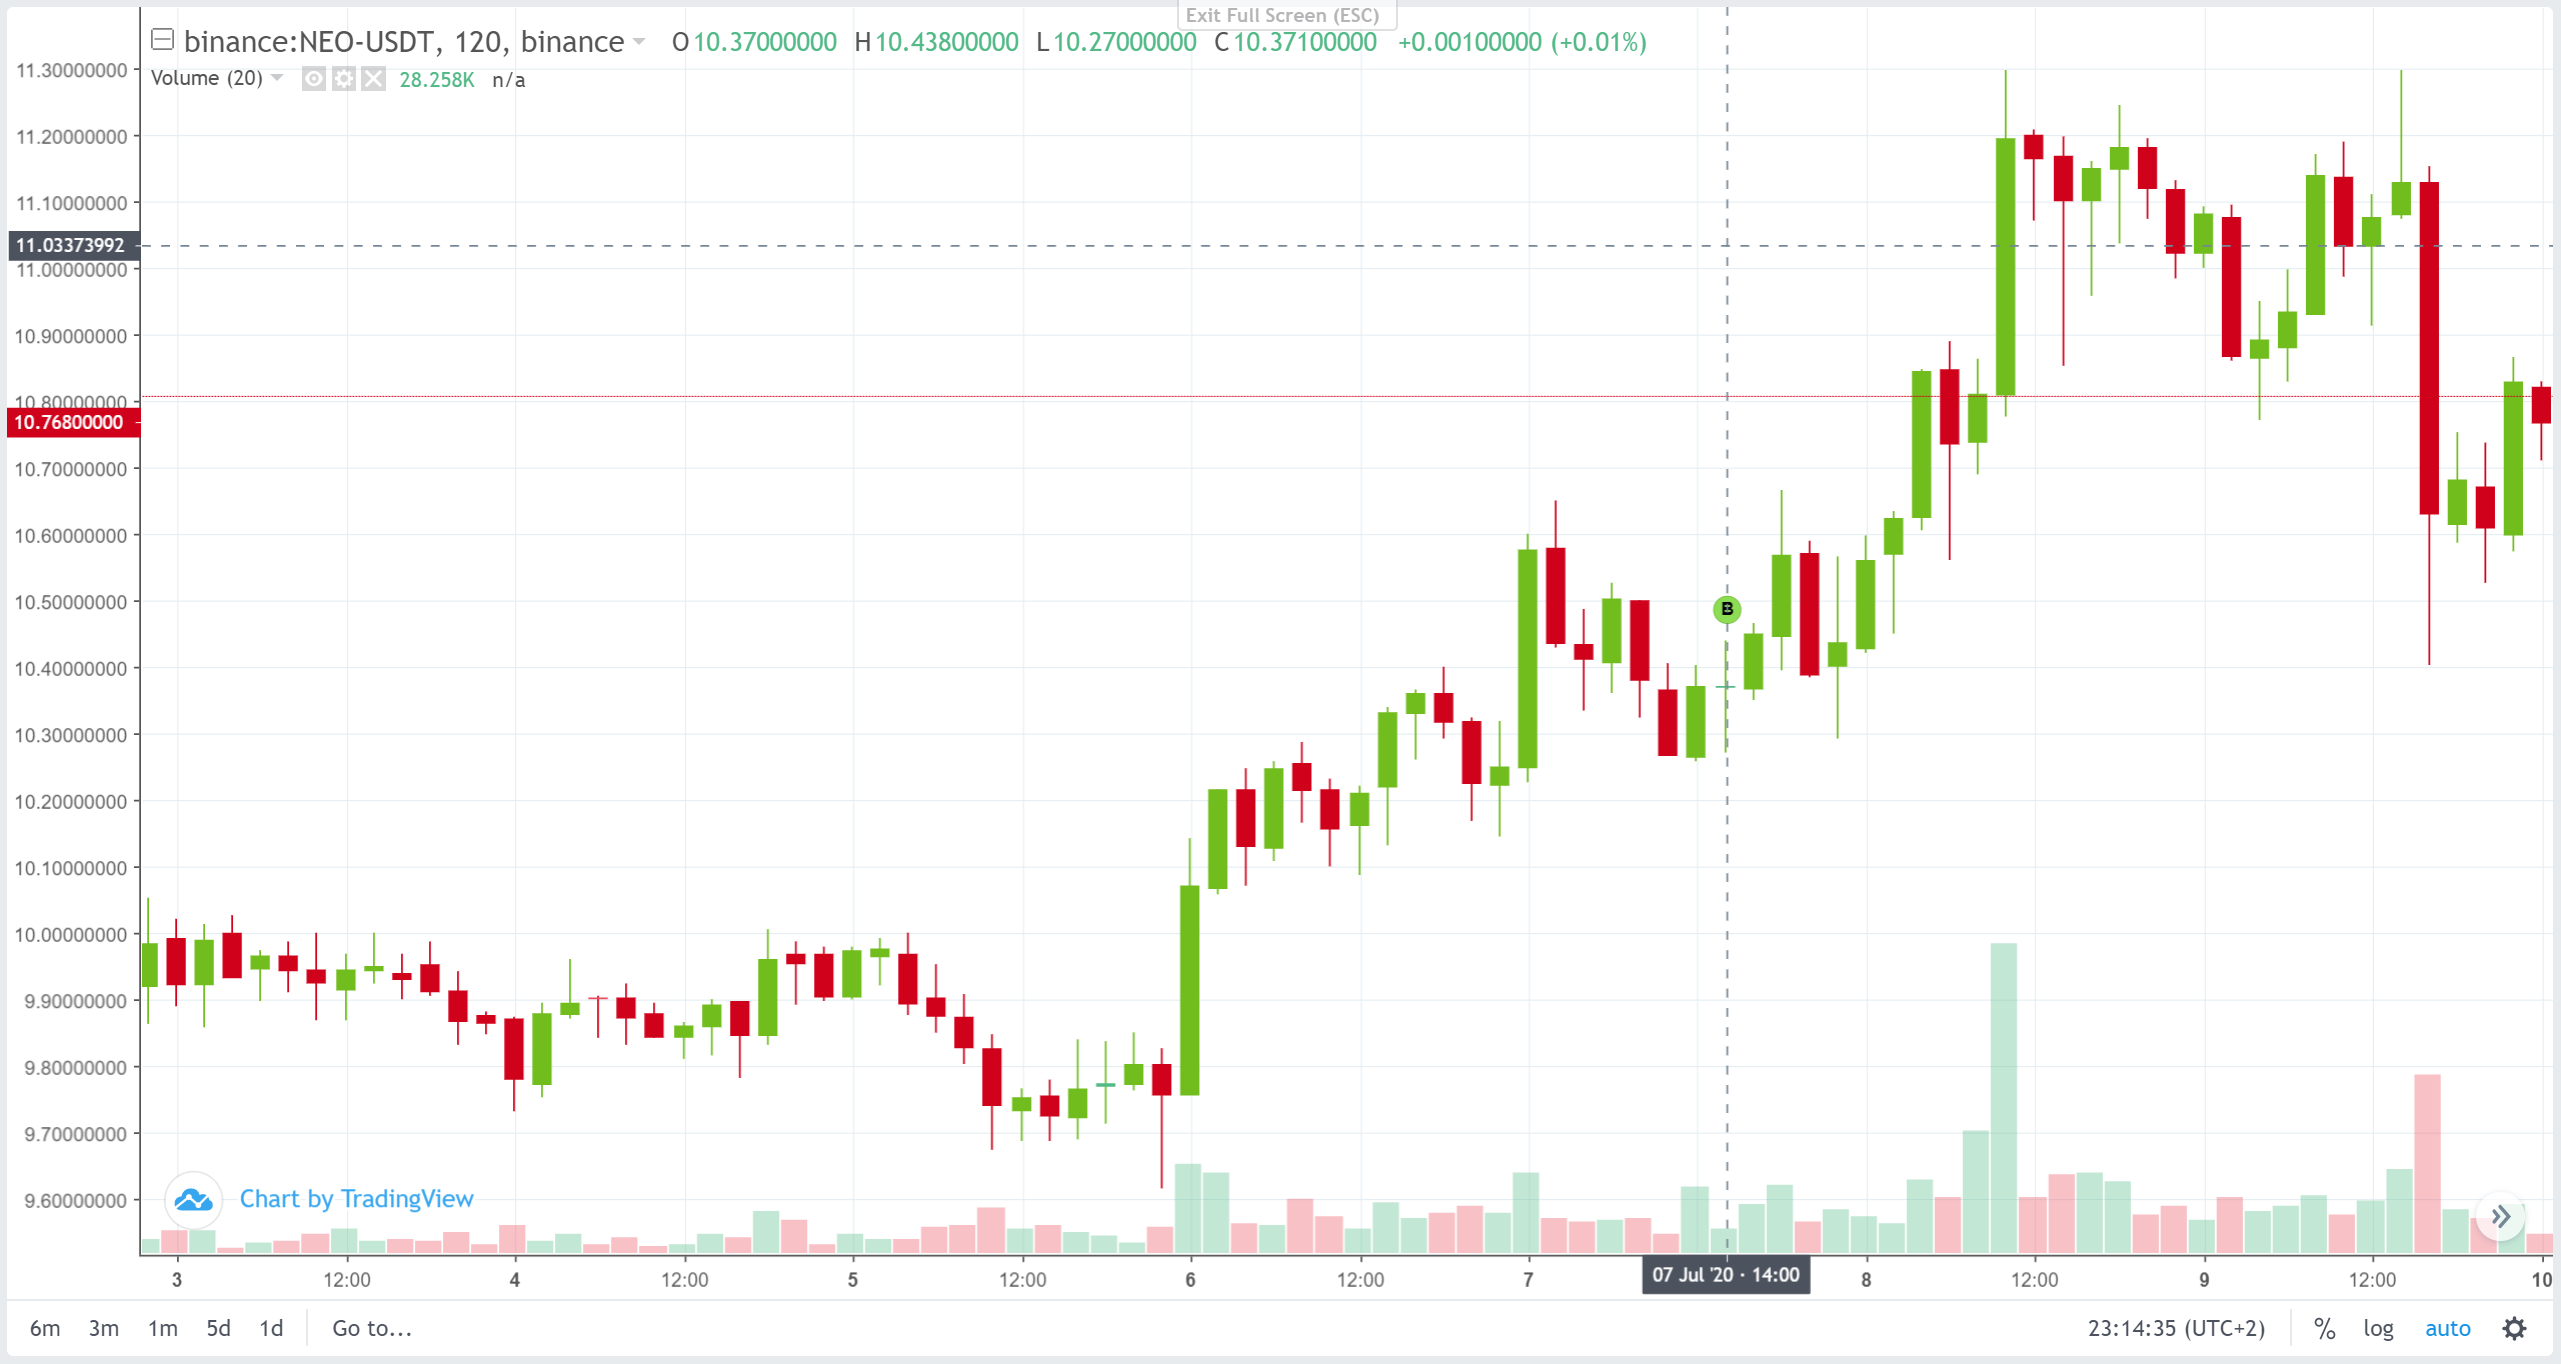 Exit Full Screen (ESC)
binance:NEO-USDT, 120, binance O 10.37000000 H 10.43800000 L 10.27000000 C 10.37100000 +0.00100000 (+0.01%)
Volume (20) 28.258K n/a
11.30000000
11.20000000
11.10000000
11.03373992
11.00000000
10.90000000
10.80000000
10.76800000
10.70000000
10.60000000
10.50000000
B
10.40000000
10.30000000
10.20000000
10.10000000
10.00000000
9.90000000
9.80000000
9.70000000
9.60000000
Chart by TradingView
3 12:00 4 12:00 5 12:00 6 12:00 7 07 Jul '20 · 14:00 8 12:00 9 12:00 10
6m 3m 1m 5d 1d Go to... 23:14:35 (UTC+2) % log auto